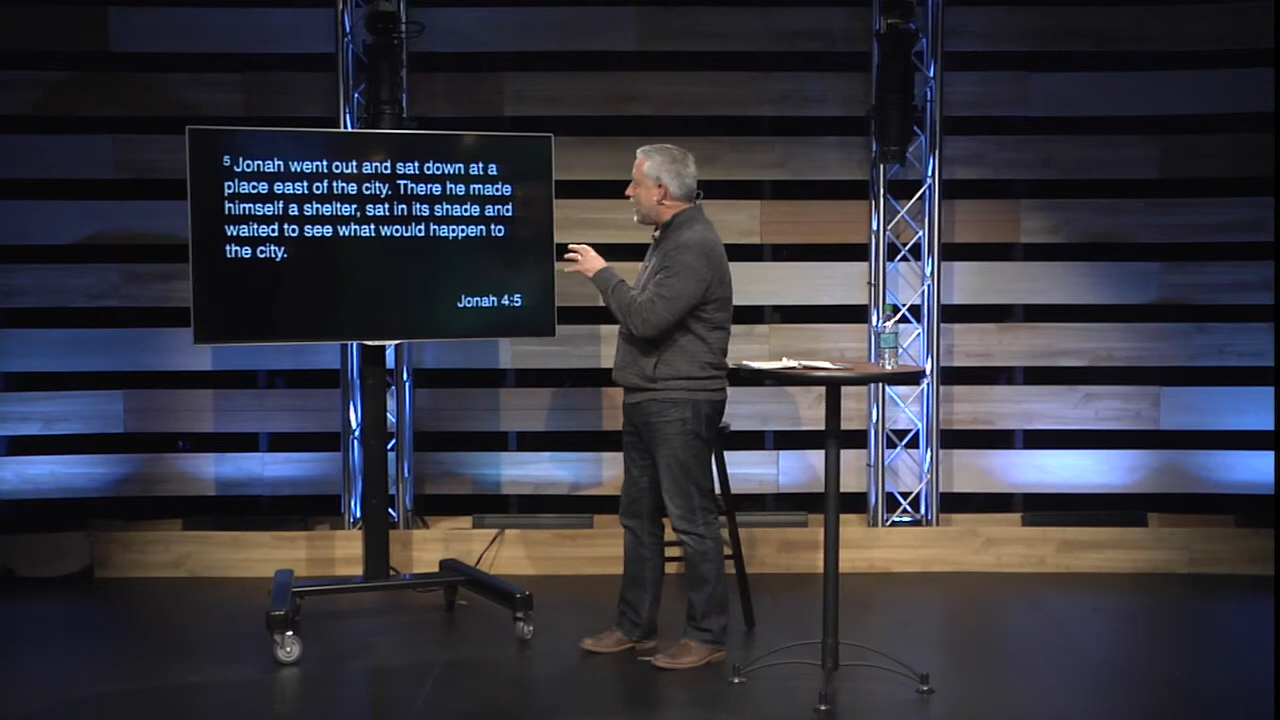 ⁵ Jonah went out and sat down at a
place east of the city. There he made
himself a shelter, sat in its shade and
waited to see what would happen to
the city.
Jonah 4:5